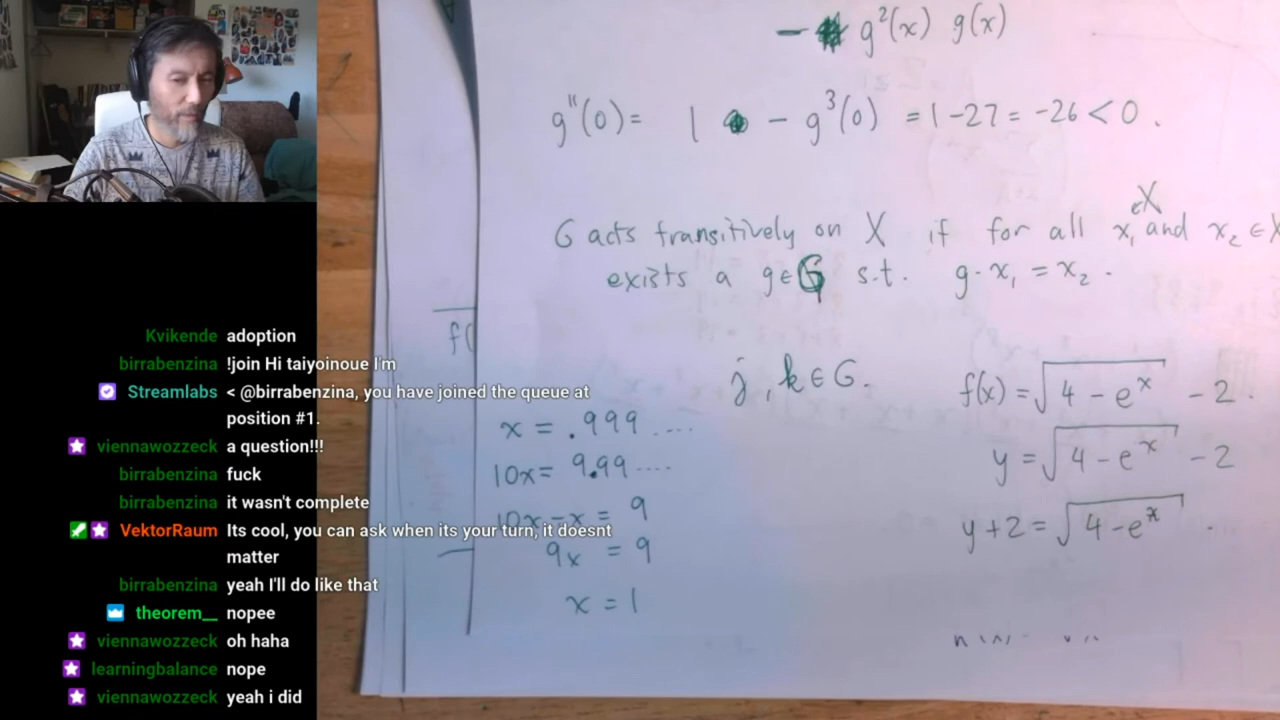 - g²(x) g(x)
g''(0) = 1 - g³(0) = 1-27 = -26 < 0 .
G acts transitively on X if for all x₁ ∈X and x₂ ∈X
exists a g∈G s.t. g·x₁ = x₂ .
f(
j , k ∈ G.
f(x) = √(4 - eˣ) - 2 .
y = √(4 - eˣ) - 2
y + 2 = √(4 - eˣ)
x = .999 ....
10x = 9.99 ....
10x - x = 9
9x = 9
x = 1
Kvikende adoption
birrabenzina !join Hi taiyoinoue I'm
Streamlabs < @birrabenzina, you have joined the queue at
position #1.
viennawozzeck a question!!!
birrabenzina fuck
birrabenzina it wasn't complete
VektorRaum Its cool, you can ask when its your turn, it doesnt
matter
birrabenzina yeah I'll do like that
theorem__ nopee
viennawozzeck oh haha
learningbalance nope
viennawozzeck yeah i did